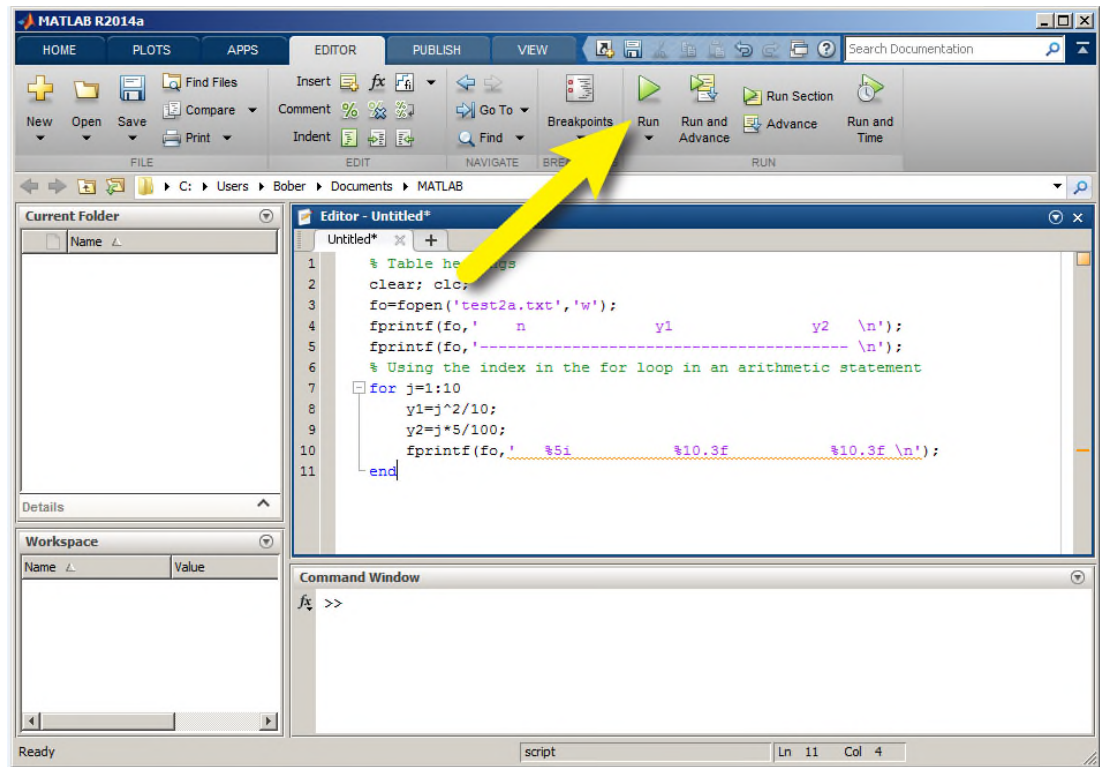 MATLAB R2014a
HOME PLOTS APPS EDITOR PUBLISH VIEW Search Documentation
Find Files Insert fx
Compare Comment % Go To Run Section
New Open Save Breakpoints Run Run and Advance Run and
Print Indent Find Advance Time
FILE EDIT NAVIGATE RUN
C: Users Bober Documents MATLAB
Current Folder
Name
Details
Workspace
Name Value
Editor - Untitled*
Untitled* +
1 % Table
2 clear; clc;
3 fo=fopen('test2a.txt','w');
4 fprintf(fo,'    n              y1               y2   \n');
5 fprintf(fo,'---------------------------------------- \n');
6 % Using the index in the for loop in an arithmetic statement
7 for j=1:10
8 y1=j^2/10;
9 y2=j*5/100;
10 fprintf(fo,'   %5i           %10.3f           %10.3f \n');
11 end
Command Window
fx >>
Ready script Ln 11 Col 4